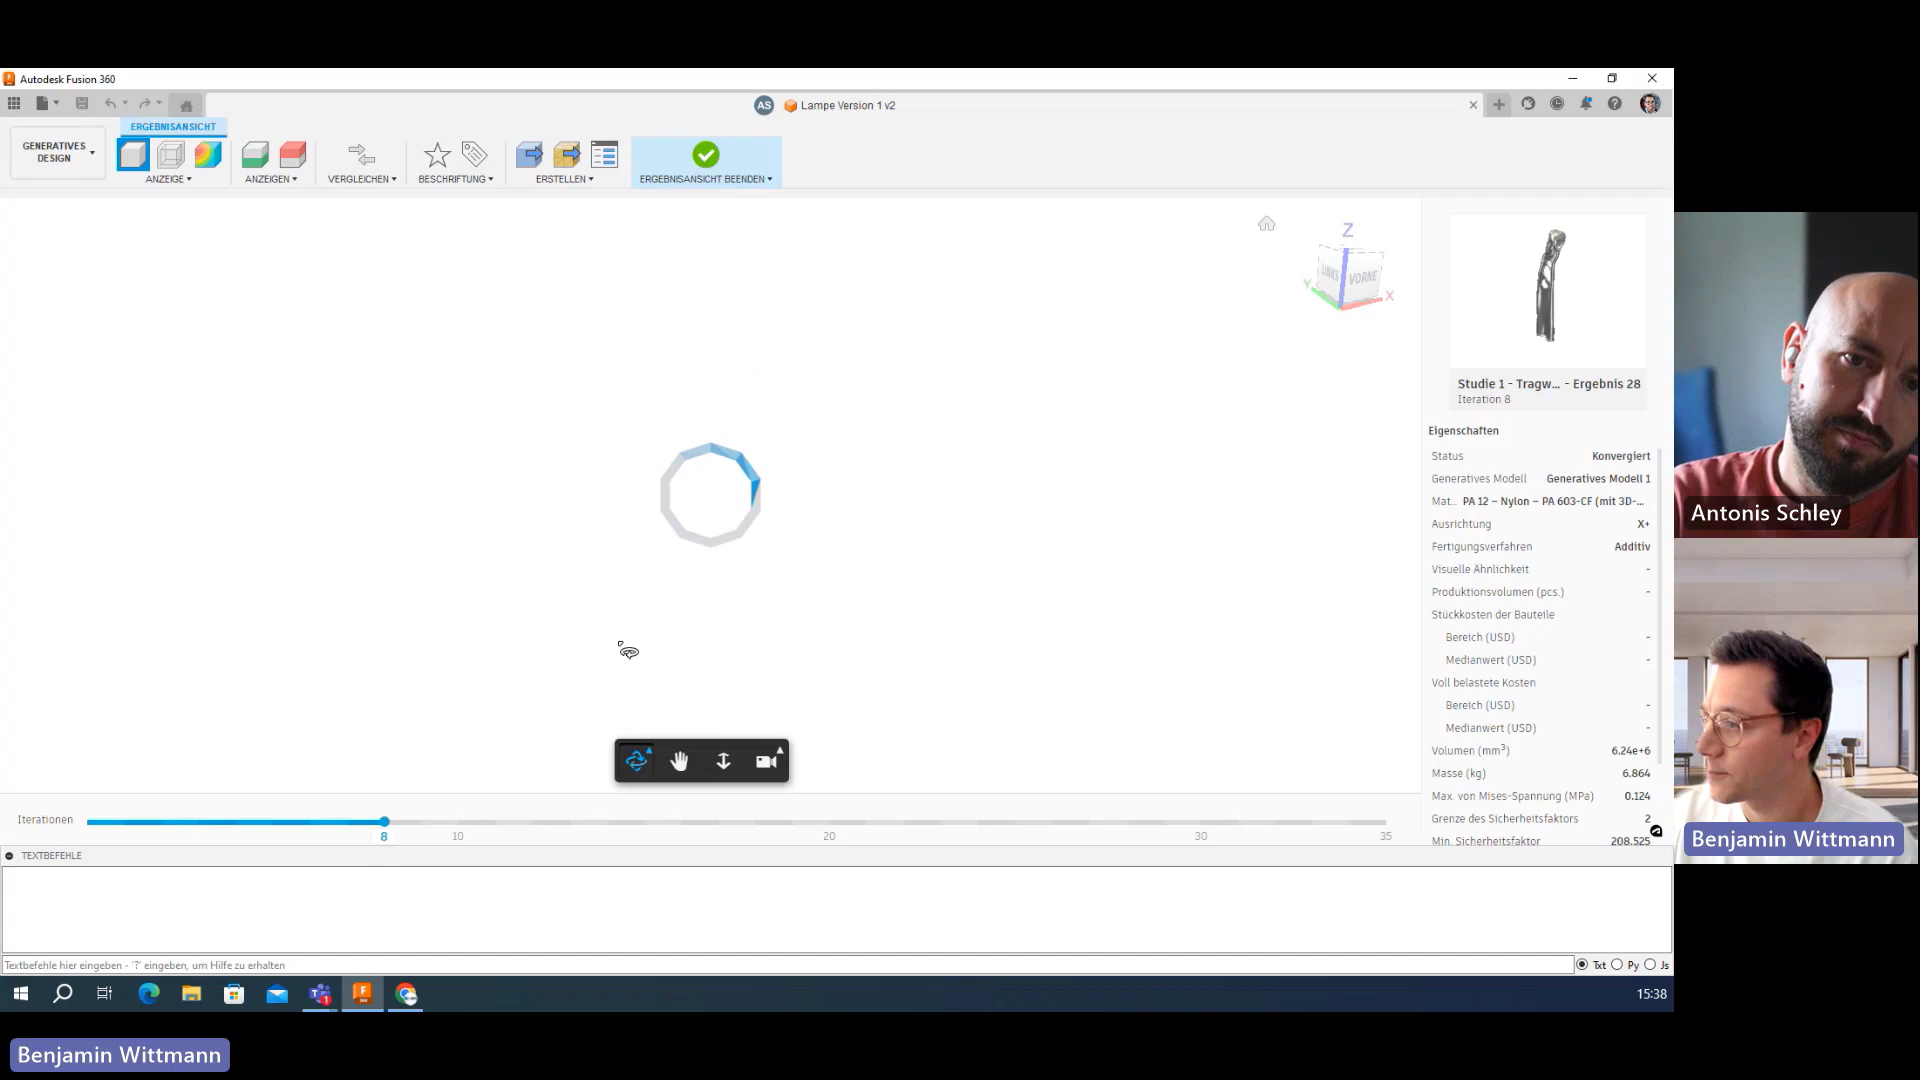 Autodesk Fusion 360
AS
Lampe Version 1 v2
GENERATIVES
DESIGN
ERGEBNISANSICHT
ANZEIGE
ANZEIGEN
VERGLEICHEN
BESCHRIFTUNG
ERSTELLEN
ERGEBNISANSICHT BEENDEN
Z
LINKS
VORNE
Y
X
Studie 1 - Tragw... - Ergebnis 28
Iteration 8
Eigenschaften
Status Konvergiert
Generatives Modell Generatives Modell 1
Mat... PA 12 – Nylon – PA 603-CF (mit 3D-...
Ausrichtung X+
Fertigungsverfahren Additiv
Visuelle Ähnlichkeit -
Produktionsvolumen (pcs.) -
Stückkosten der Bauteile
Bereich (USD) -
Medianwert (USD) -
Voll belastete Kosten
Bereich (USD) -
Medianwert (USD) -
Volumen (mm³) 6.24e+6
Masse (kg) 6.864
Max. von Mises-Spannung (MPa) 0.124
Grenze des Sicherheitsfaktors 2
Min. Sicherheitsfaktor 208.525
Iterationen
8 10 20 30 35
TEXTBEFEHLE
Textbefehle hier eingeben - '?' eingeben, um Hilfe zu erhalten
Txt Py Js
15:38
Antonis Schley
Benjamin Wittmann
Benjamin Wittmann